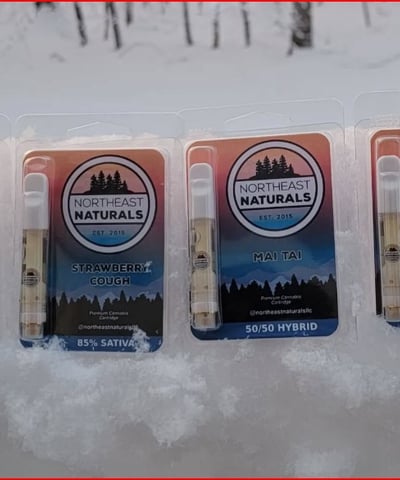 NORTHEAST
NATURALS
EST. 2015
STRAWBERRY
COUGH
Premium Cannabis
Cartridge
@northeastnaturalsllc
85% SATIVA
NORTHEAST
NATURALS
EST. 2015
MAI TAI
Premium Cannabis
Cartridge
@northeastnaturalsllc
50/50 HYBRID